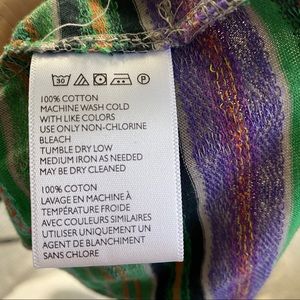 30 P
100% COTTON
MACHINE WASH COLD
WITH LIKE COLORS
USE ONLY NON-CHLORINE
BLEACH
TUMBLE DRY LOW
MEDIUM IRON AS NEEDED
MAY BE DRY CLEANED
100% COTON
LAVAGE EN MACHINE À
TEMPÉRATURE FROIDE
AVEC COULEURS SIMILAIRES
UTILISER UNIQUEMENT UN
AGENT DE BLANCHIMENT
SANS CHLORE